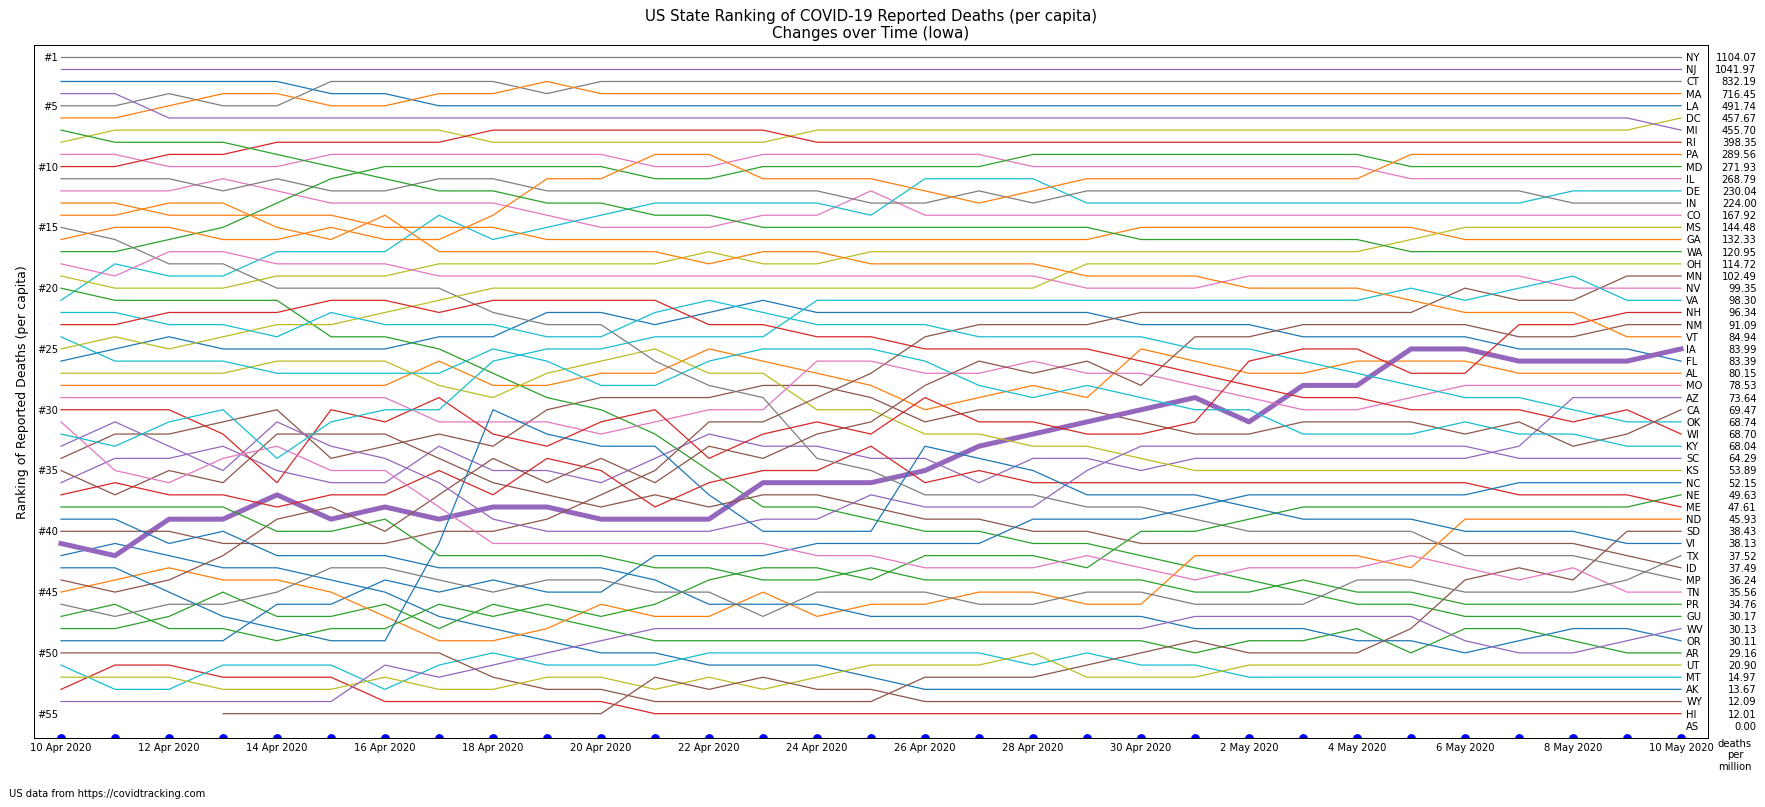 US State Ranking of COVID-19 Reported Deaths (per capita)
Changes over Time (Iowa)
Ranking of Reported Deaths (per capita)
#1
#5
#10
#15
#20
#25
#30
#35
#40
#45
#50
#55
NY 1104.07
NJ 1041.97
CT 832.19
MA 716.45
LA 491.74
DC 457.67
MI 455.70
RI 398.35
PA 289.56
MD 271.93
IL 268.79
DE 230.04
IN 224.00
CO 167.92
MS 144.48
GA 132.33
WA 120.95
OH 114.72
MN 102.49
NV 99.35
VA 98.30
NH 96.34
NM 91.09
VT 84.94
IA 83.99
FL 83.39
AL 80.15
MO 78.53
AZ 73.64
CA 69.47
OK 68.74
WI 68.70
KY 68.04
SC 64.29
KS 53.89
NC 52.15
NE 49.63
ME 47.61
ND 45.93
SD 38.43
VI 38.13
TX 37.52
ID 37.49
MP 36.24
TN 35.56
PR 34.76
GU 30.17
WV 30.13
OR 30.11
AR 29.16
UT 20.90
MT 14.97
AK 13.67
WY 12.09
HI 12.01
AS 0.00
10 Apr 2020 12 Apr 2020 14 Apr 2020 16 Apr 2020 18 Apr 2020 20 Apr 2020 22 Apr 2020 24 Apr 2020 26 Apr 2020 28 Apr 2020 30 Apr 2020 2 May 2020 4 May 2020 6 May 2020 8 May 2020 10 May 2020
deaths
per
million
US data from https://covidtracking.com